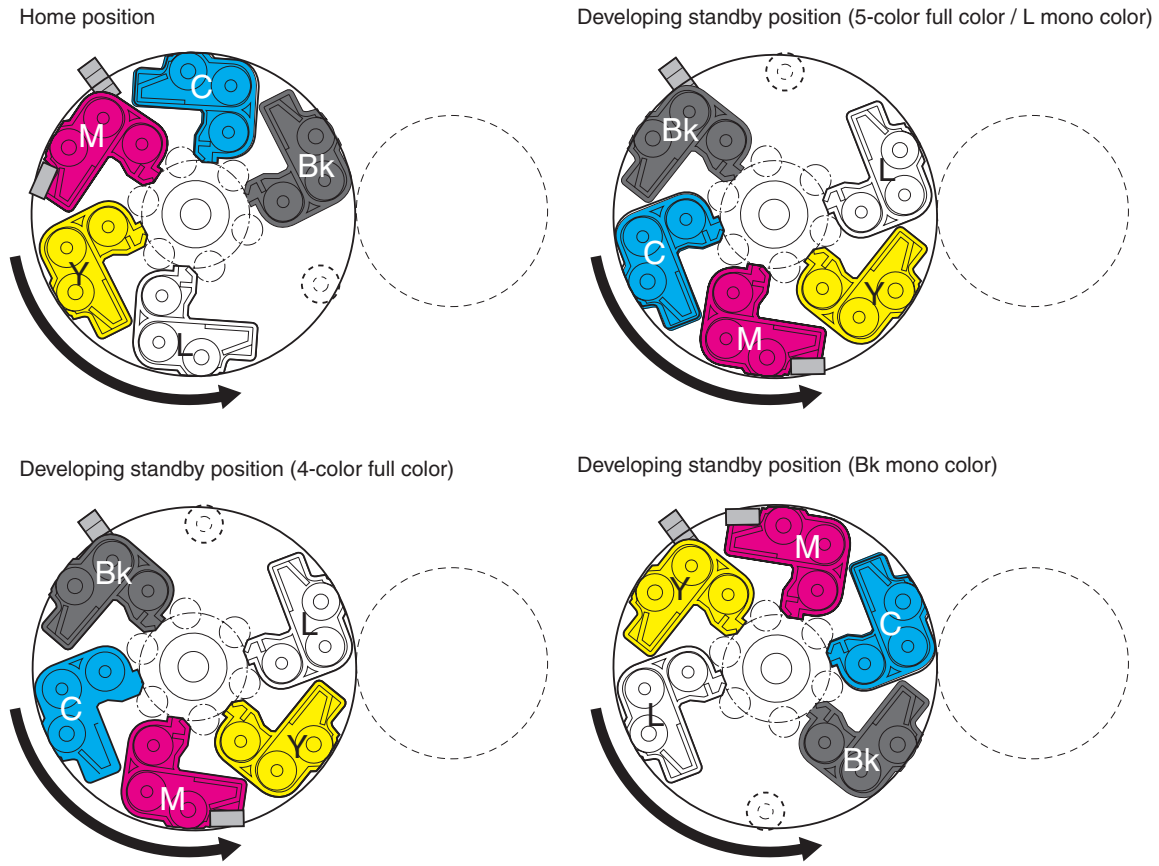 Home position
Developing standby position (5-color full color / L mono color)
C
M
Bk
Y
L
Bk
L
C
Y
M
Developing standby position (4-color full color)
Developing standby position (Bk mono color)
Bk
L
C
Y
M
M
Y
C
L
Bk